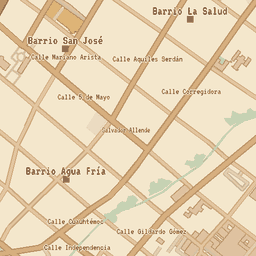 Barrio La Salud
Barrio San José
Calle Mariano Arista
Calle Aquiles Serdán
Calle 5 de Mayo
Calle Corregidora
Salvador Allende
Barrio Agua Fría
Calle Cuauhtémoc
Calle Gildardo Gómez
Calle Independencia